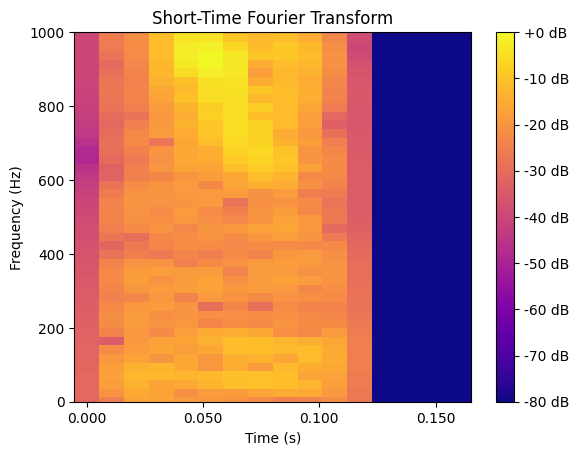 Short-Time Fourier Transform
Frequency (Hz)
1000
800
600
400
200
0
0.000
0.050
0.100
0.150
Time (s)
+0 dB
-10 dB
-20 dB
-30 dB
-40 dB
-50 dB
-60 dB
-70 dB
-80 dB